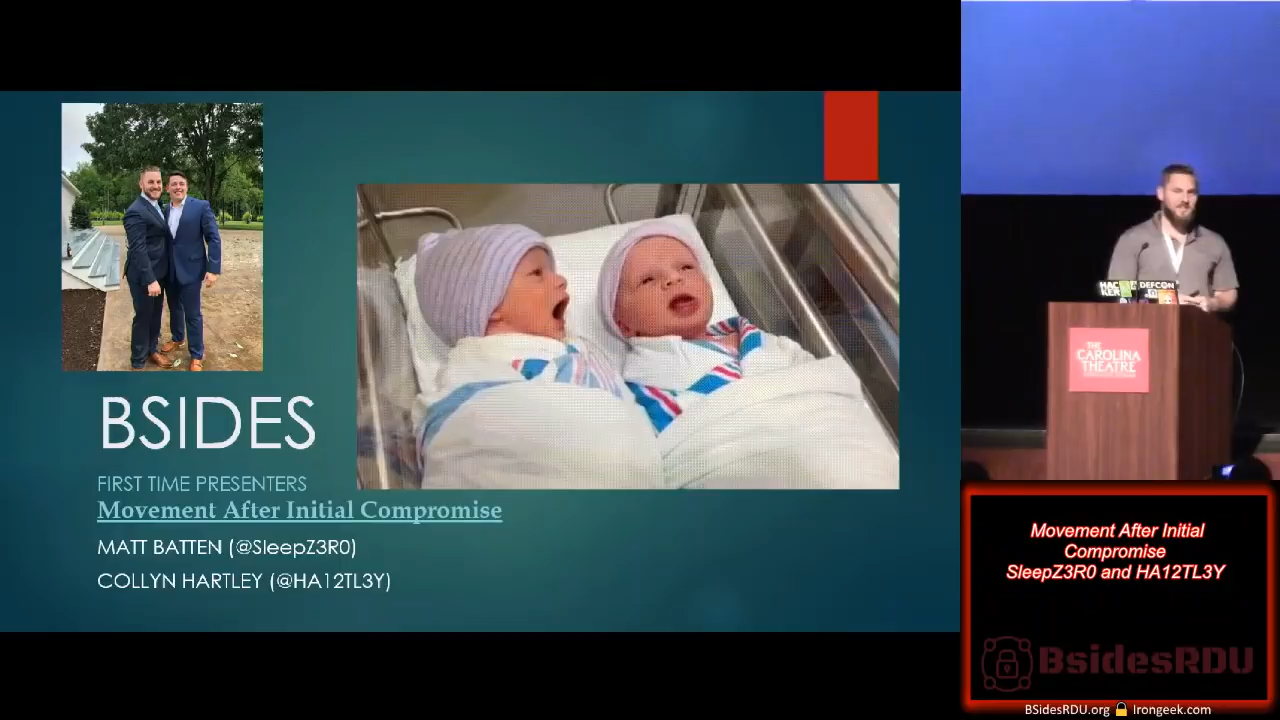 BSIDES
FIRST TIME PRESENTERS
Movement After Initial Compromise
MATT BATTEN (@SleepZ3R0)
COLLYN HARTLEY (@HA12TL3Y)
DEFCON
THE
CAROLINA
THEATRE
Movement After Initial
Compromise
SleepZ3R0 and HA12TL3Y
BsidesRDU
BSidesRDU.org 🔒 Irongeek.com